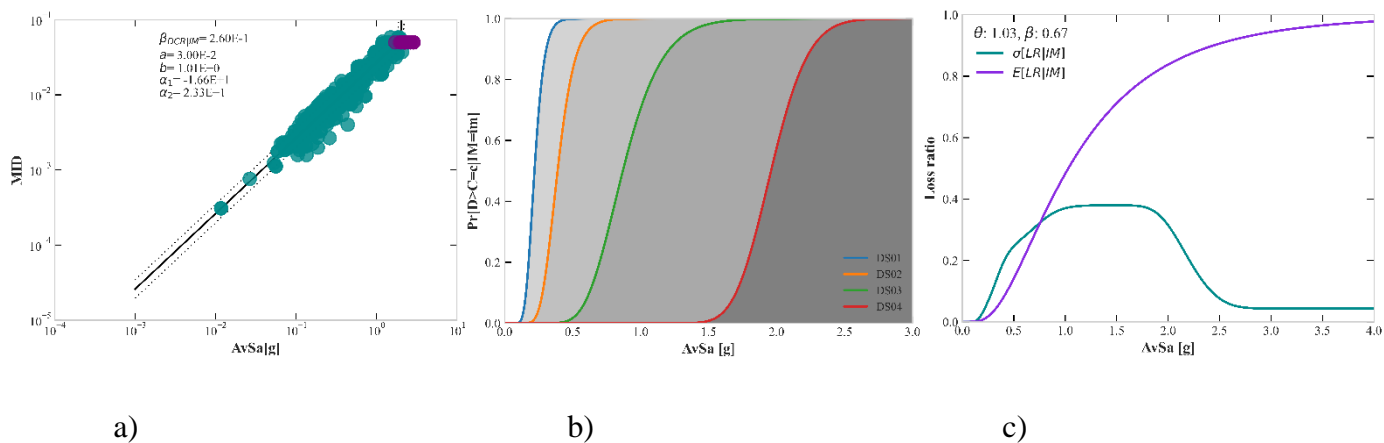 β_DCR|IM = 2.60E-1
a= 3.00E-2
b= 1.01E+0
α₁= -1.66E+1
α₂= 2.33E-1
MID
10⁻¹
10⁻²
10⁻³
10⁻⁴
10⁻⁵
10⁻⁴ 10⁻³ 10⁻² 10⁻¹ 10⁰ 10¹
AvSa[g]
Pr[D>C=c|IM=im]
1.0
0.8
0.6
0.4
0.2
0.0
DS01
DS02
DS03
DS04
0.0 0.5 1.0 1.5 2.0 2.5 3.0
AvSa [g]
θ: 1.03, β: 0.67
σ[LR|IM]
E[LR|IM]
Loss ratio
1.0
0.8
0.6
0.4
0.2
0.0
0.0 0.5 1.0 1.5 2.0 2.5 3.0 3.5 4.0
AvSa [g]
a) b) c)